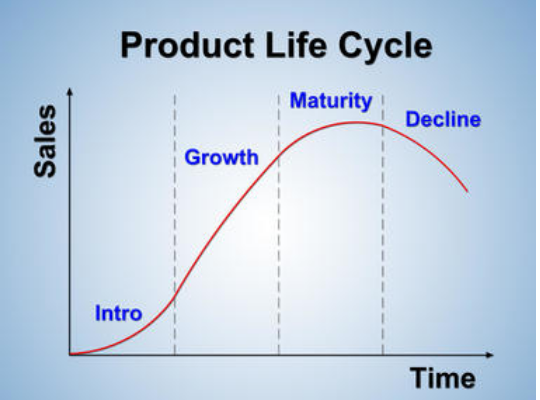 Product Life Cycle
Sales
Intro
Growth
Maturity
Decline
Time